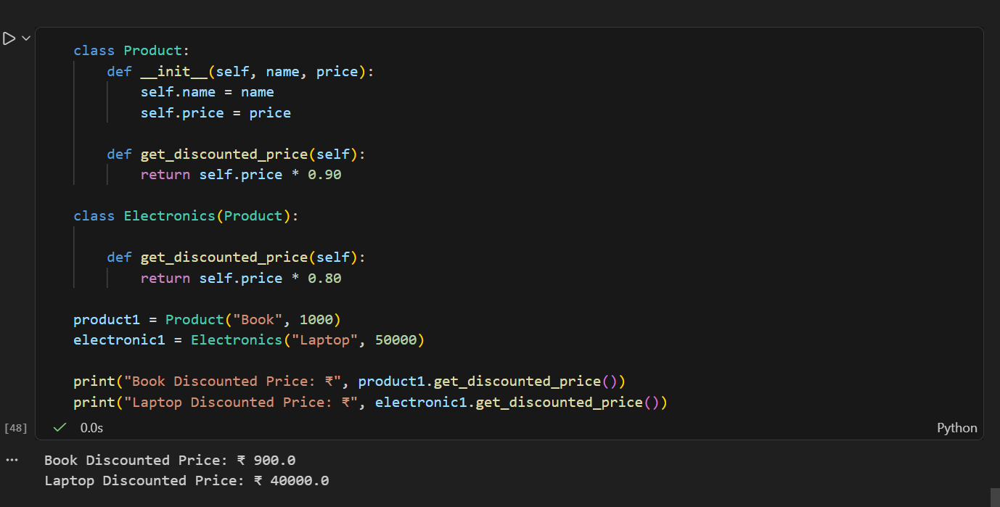 class Product:
    def __init__(self, name, price):
        self.name = name
        self.price = price

    def get_discounted_price(self):
        return self.price * 0.90

class Electronics(Product):

    def get_discounted_price(self):
        return self.price * 0.80

product1 = Product("Book", 1000)
electronic1 = Electronics("Laptop", 50000)

print("Book Discounted Price: ₹", product1.get_discounted_price())
print("Laptop Discounted Price: ₹", electronic1.get_discounted_price())
[48] 0.0s Python
Book Discounted Price: ₹ 900.0
Laptop Discounted Price: ₹ 40000.0